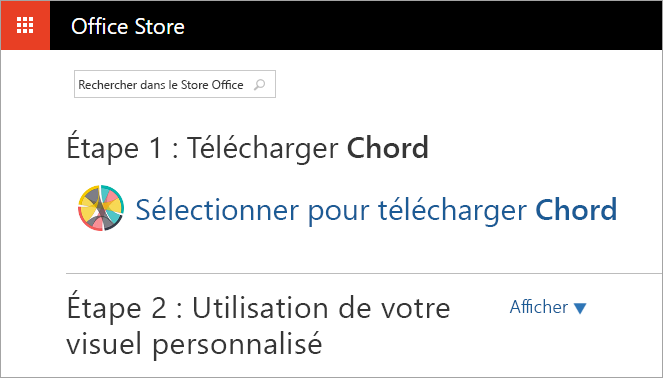 Office Store
Rechercher dans le Store Office
Étape 1 : Télécharger Chord
Sélectionner pour télécharger Chord
Étape 2 : Utilisation de votre
visuel personnalisé
Afficher